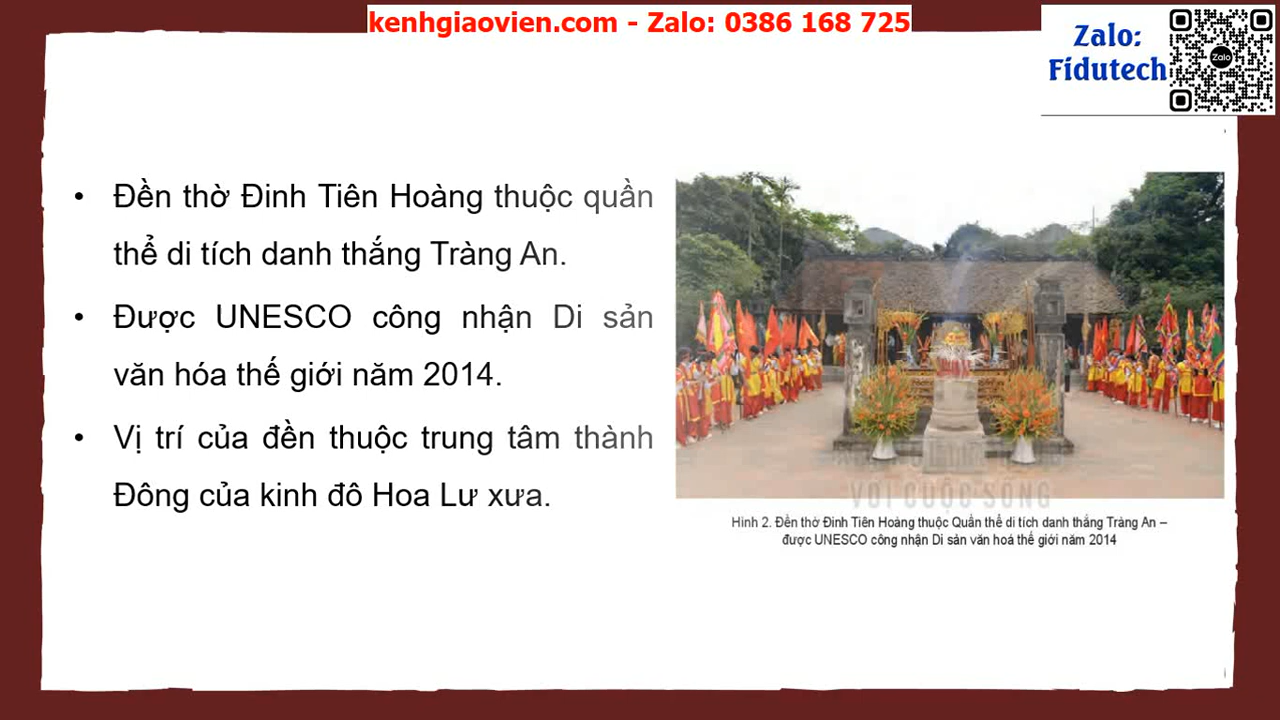 kenhgiaovien.com - Zalo: 0386 168 725
Zalo:
Fidutech
Zalo
• Đền thờ Đinh Tiên Hoàng thuộc quần
thể di tích danh thắng Tràng An.
• Được UNESCO công nhận Di sản
văn hóa thế giới năm 2014.
• Vị trí của đền thuộc trung tâm thành
Đông của kinh đô Hoa Lư xưa.
VỚI CUỘC SỐNG
Hình 2. Đền thờ Đinh Tiên Hoàng thuộc Quần thể di tích danh thắng Tràng An –
được UNESCO công nhận Di sản văn hoá thế giới năm 2014